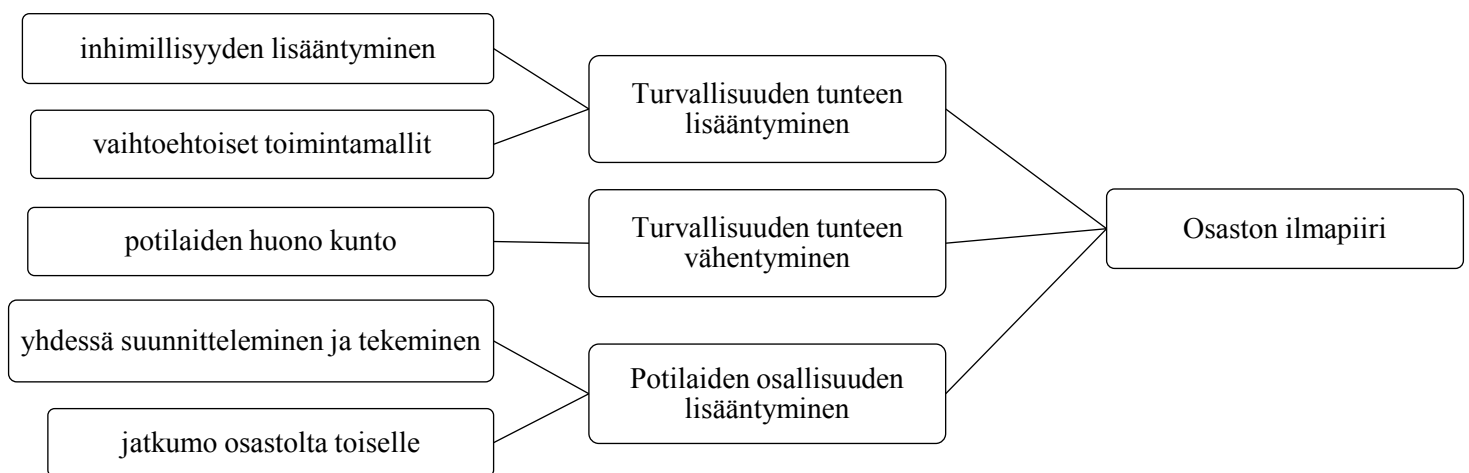 inhimillisyyden lisääntyminen
vaihtoehtoiset toimintamallit
potilaiden huono kunto
yhdessä suunnitteleminen ja tekeminen
jatkumo osastolta toiselle
Turvallisuuden tunteen
lisääntyminen
Turvallisuuden tunteen
vähentyminen
Potilaiden osallisuuden
lisääntyminen
Osaston ilmapiiri